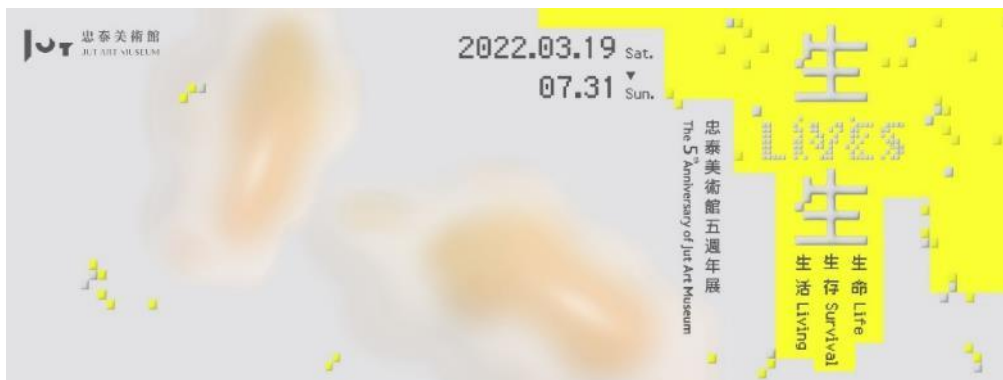 忠泰美術館
JUT ART MUSEUM
2022.03.19 Sat.
07.31 Sun.
忠泰美術館五週年展
The 5th Anniversary of Jut Art Museum
生
LIVES
生
生命 Life
生存 Survival
生活 Living